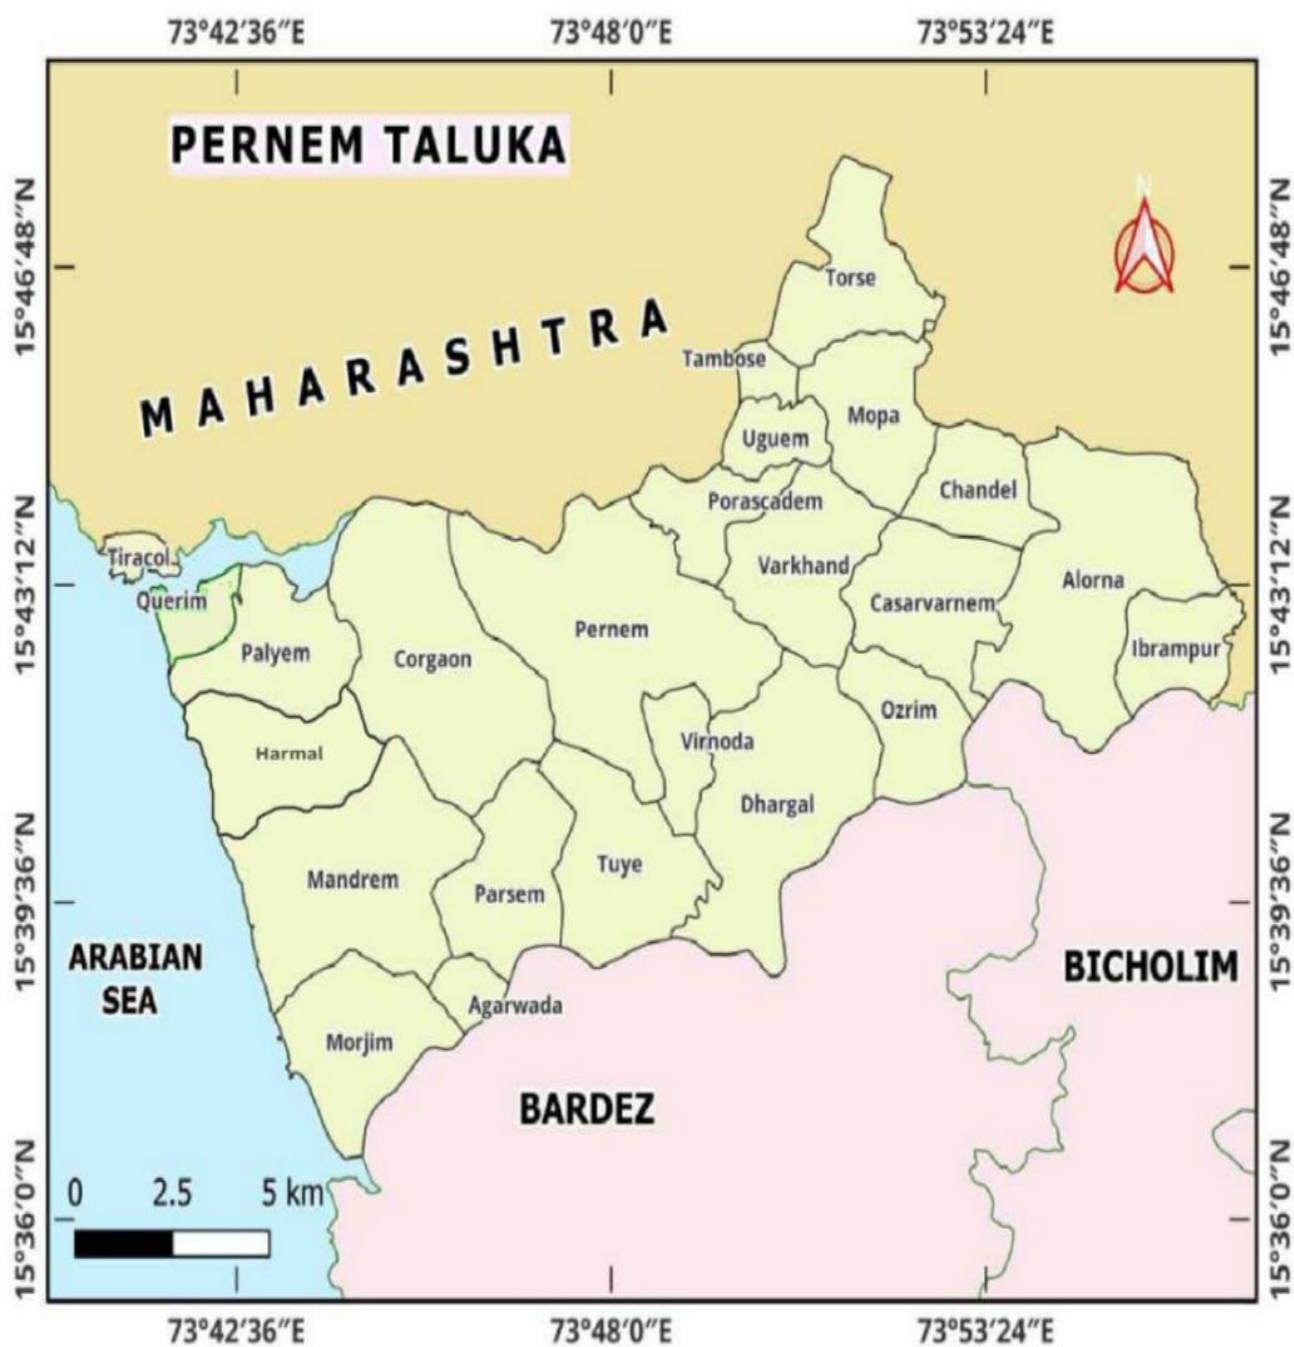 73°42′36″E 73°48′0″E 73°53′24″E
PERNEM TALUKA
N
15°46′48″N
15°46′48″N
Torse
MAHARASHTRA
Tambose
Mopa
Uguem
Chandel
Porascadem
15°43′12″N
Tiracol
Varkhand
Alorna
15°43′12″N
Querim
Casarvarnem
Pernem
Palyem
Corgaon
Ibrampur
Ozrim
Virnoda
Harmal
Dhargal
Tuye
Mandrem
Parsem
15°39′36″N
15°39′36″N
ARABIAN
SEA
BICHOLIM
Agarwada
Morjim
BARDEZ
0 2.5 5 km
15°36′0″N
15°36′0″N
73°42′36″E 73°48′0″E 73°53′24″E